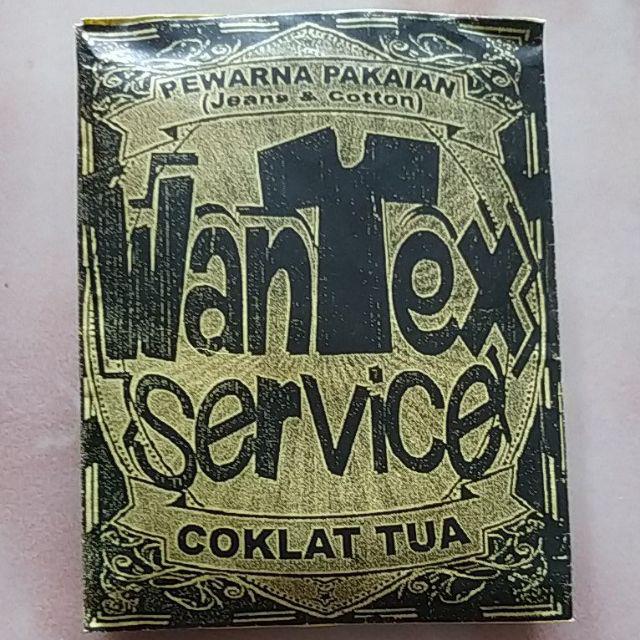 PEWARNA PAKAIAN
(Jeans & Cotton)
WanTex
service
COKLAT TUA